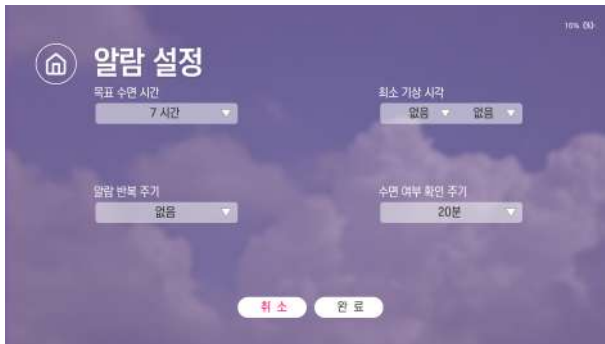 10%
알람 설정
목표 수면 시간
최소 기상 시각
7 시간
없음 없음
알람 반복 주기
수면 여부 확인 주기
없음
20분
취 소
완 료